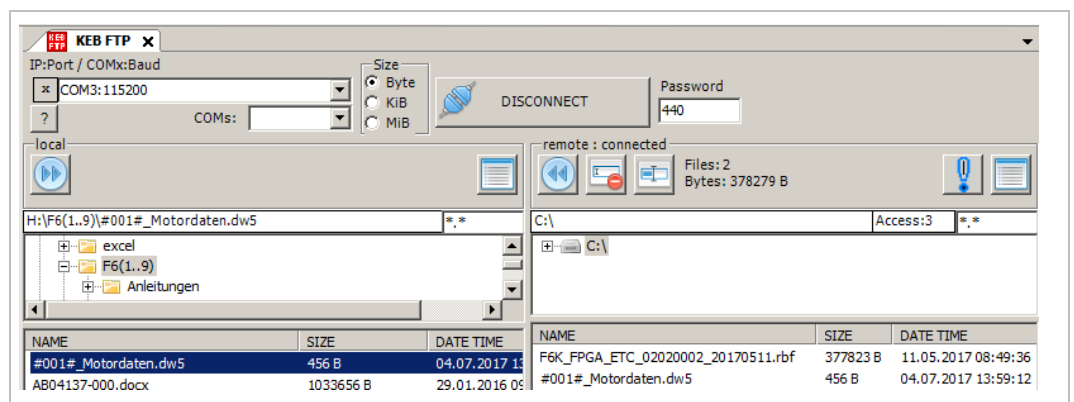 KEB FTP KEB FTP x
IP:Port / COMx:Baud
x COM3:115200
? COMs:
Size
Byte
KiB
MiB
DISCONNECT
Password
440
local
remote : connected
Files: 2
Bytes: 378279 B
H:\F6(1..9)\#001#_Motordaten.dw5 *.*
C:\ Access:3 *.*
excel
F6(1..9)
Anleitungen
C:\
NAME SIZE DATE TIME
#001#_Motordaten.dw5 456 B 04.07.2017 13
AB04137-000.docx 1033656 B 29.01.2016 09
NAME SIZE DATE TIME
F6K_FPGA_ETC_02020002_20170511.rbf 377823 B 11.05.2017 08:49:36
#001#_Motordaten.dw5 456 B 04.07.2017 13:59:12